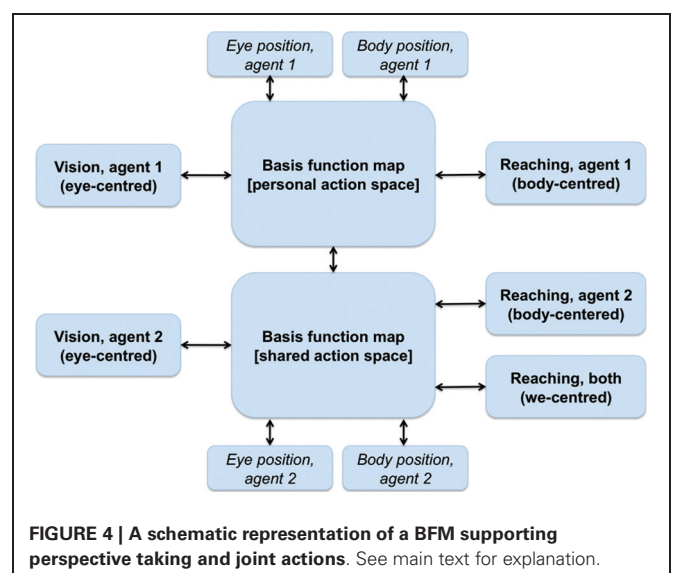 Eye position,
agent 1
Body position,
agent 1
Vision, agent 1
(eye-centred)
Basis function map
[personal action space]
Reaching, agent 1
(body-centred)
Vision, agent 2
(eye-centred)
Basis function map
[shared action space]
Reaching, agent 2
(body-centered)
Reaching, both
(we-centred)
Eye position,
agent 2
Body position,
agent 2
FIGURE 4 | A schematic representation of a BFM supporting
perspective taking and joint actions. See main text for explanation.